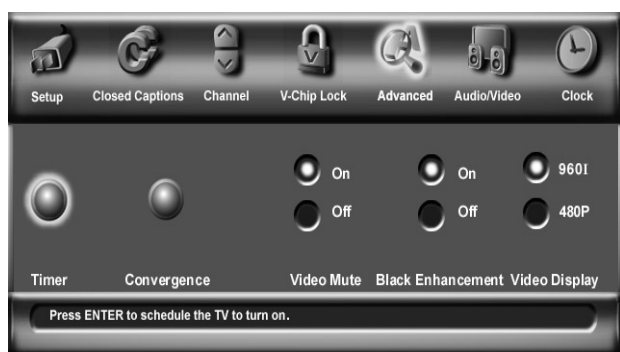 Setup Closed Captions Channel V-Chip Lock Advanced Audio/Video Clock
V
On On 960I
Off Off 480P
Timer Convergence Video Mute Black Enhancement Video Display
Press ENTER to schedule the TV to turn on.